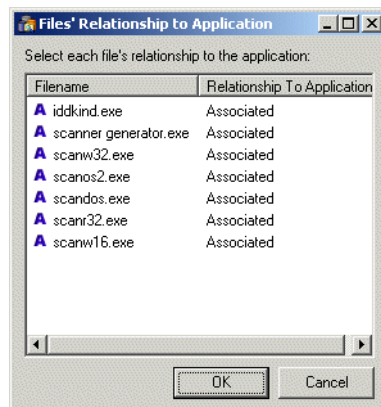 Files' Relationship to Application
Select each file's relationship to the application:
Filename Relationship To Application
A iddkind.exe Associated
A scanner generator.exe Associated
A scanw32.exe Associated
A scanos2.exe Associated
A scandos.exe Associated
A scanr32.exe Associated
A scanw16.exe Associated
OK Cancel